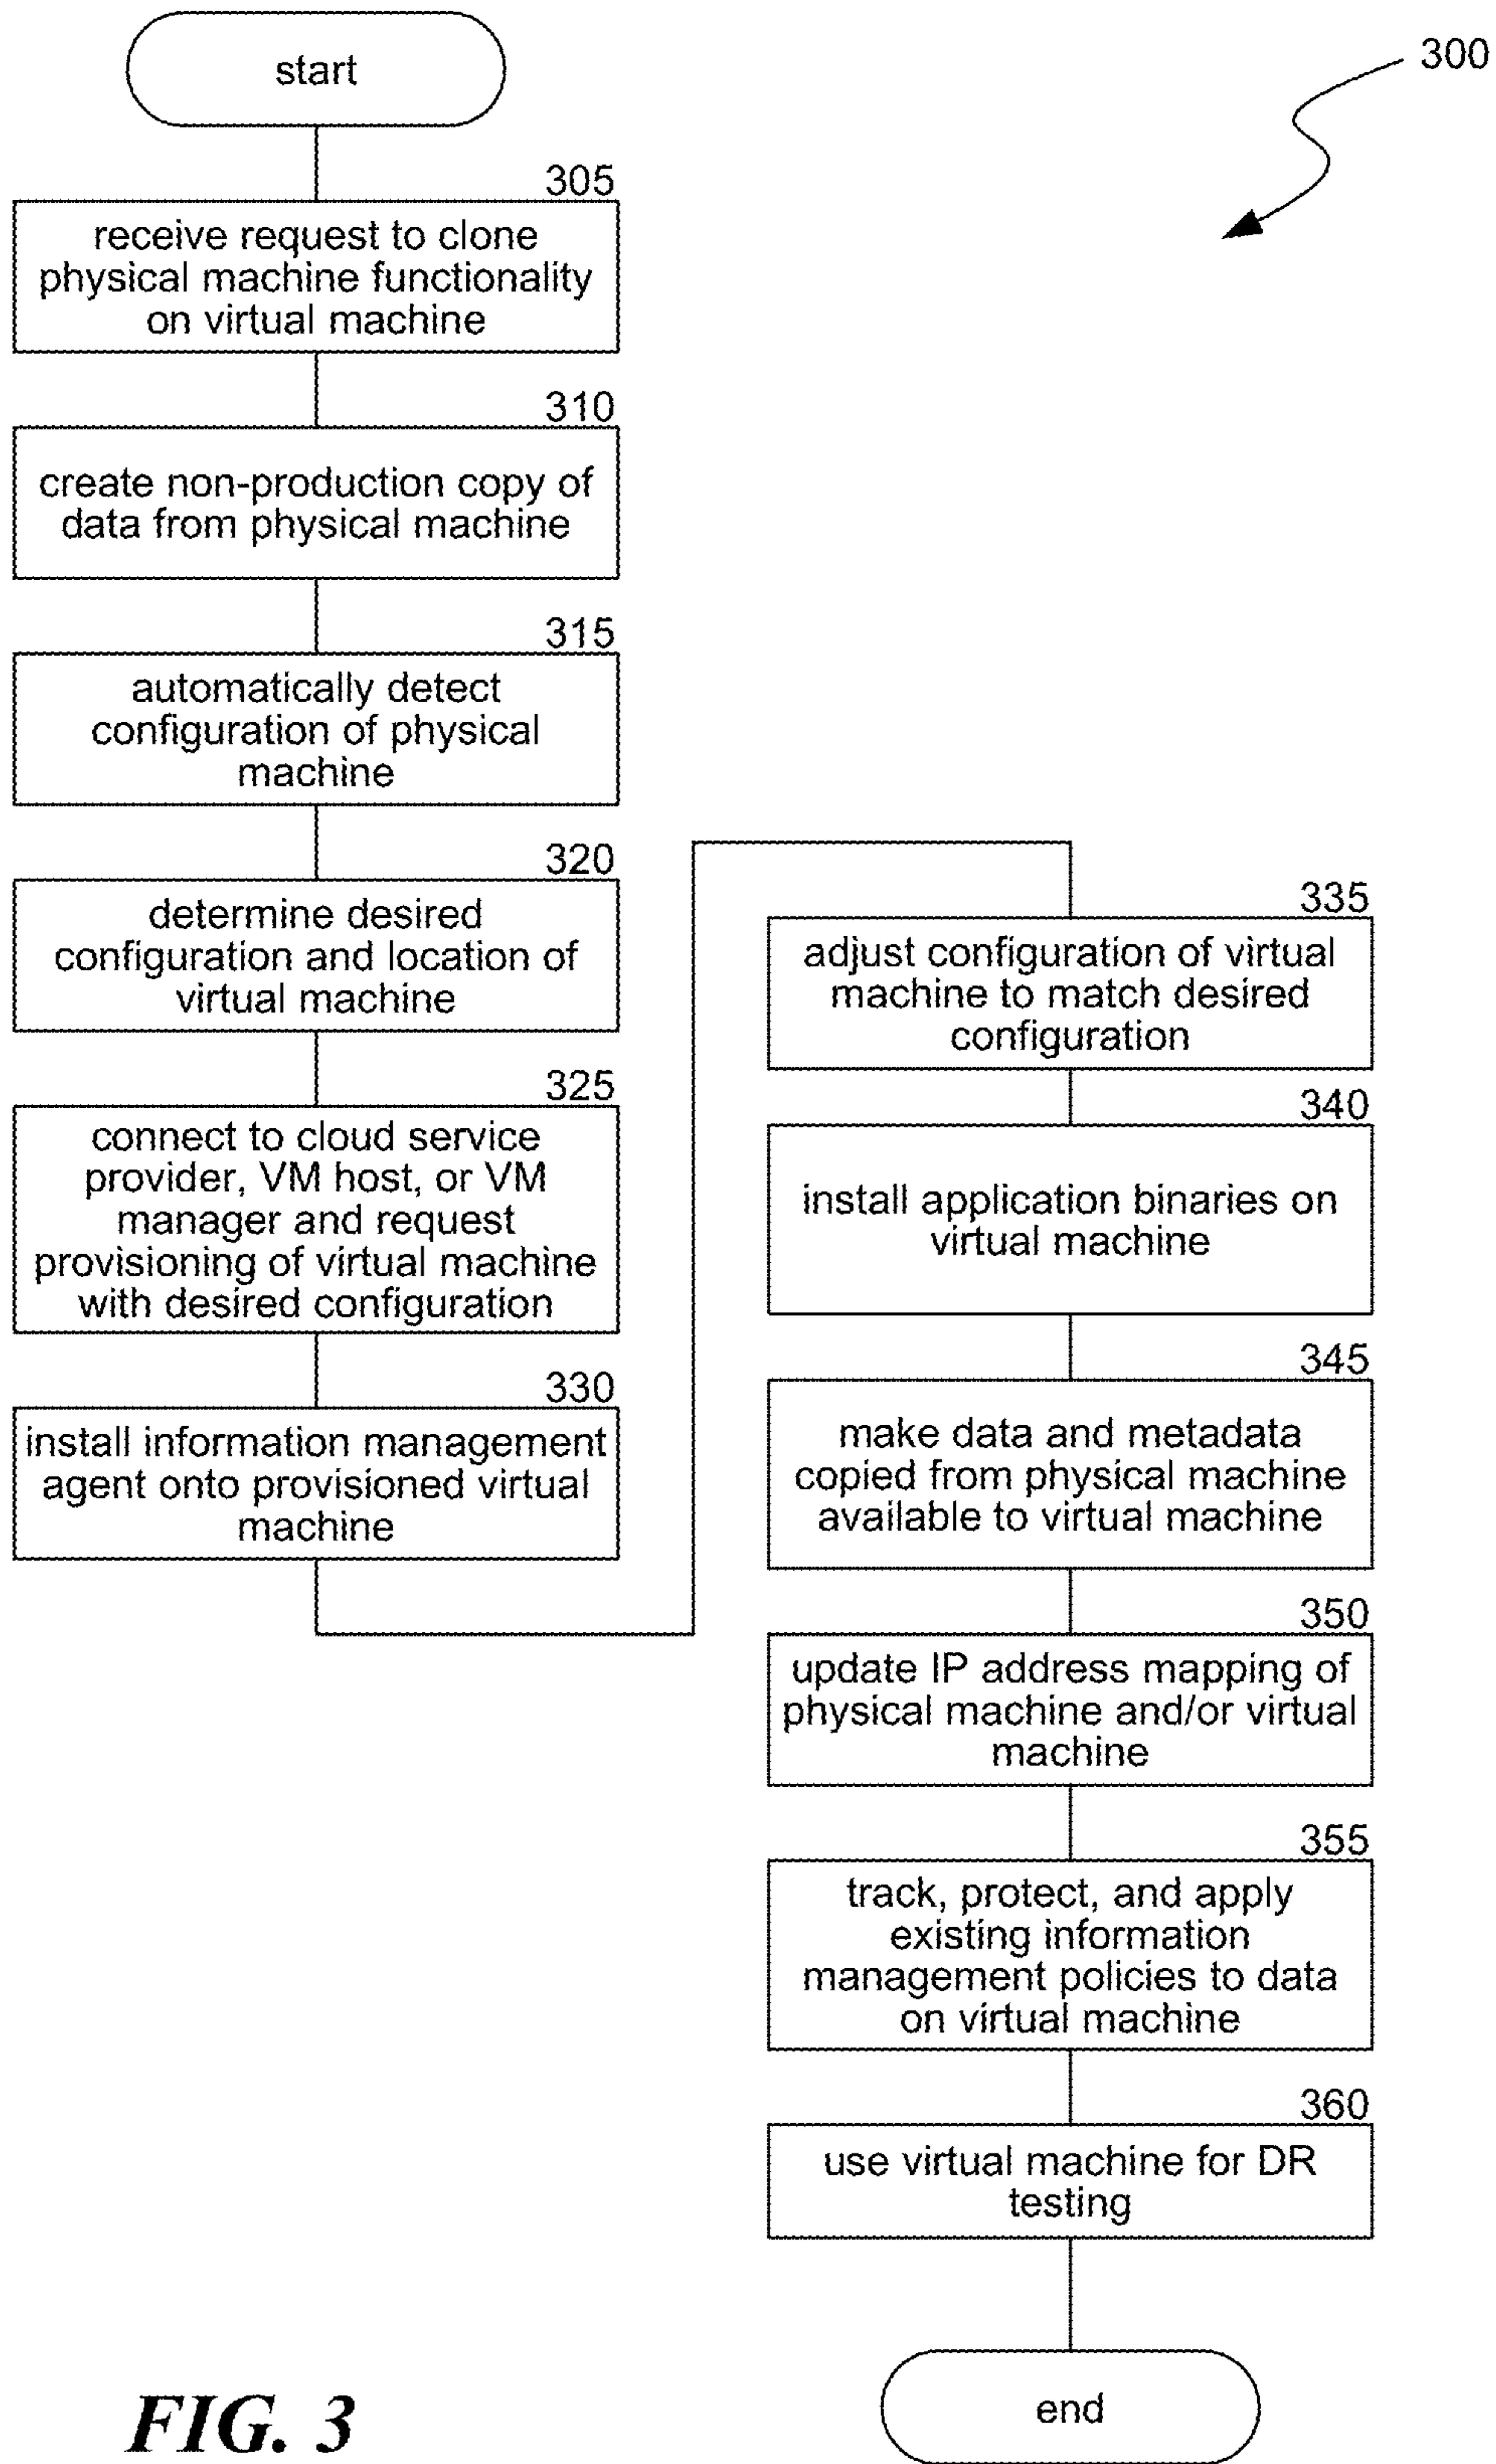 start
300
305
receive request to clone
physical machine functionality
on virtual machine
310
create non-production copy of
data from physical machine
315
automatically detect
configuration of physical
machine
320
determine desired
configuration and location of
virtual machine
325
connect to cloud service
provider, VM host, or VM
manager and request
provisioning of virtual machine
with desired configuration
330
install information management
agent onto provisioned virtual
machine
335
adjust configuration of virtual
machine to match desired
configuration
340
install application binaries on
virtual machine
345
make data and metadata
copied from physical machine
available to virtual machine
350
update IP address mapping of
physical machine and/or virtual
machine
355
track, protect, and apply
existing information
management policies to data
on virtual machine
360
use virtual machine for DR
testing
end
FIG. 3